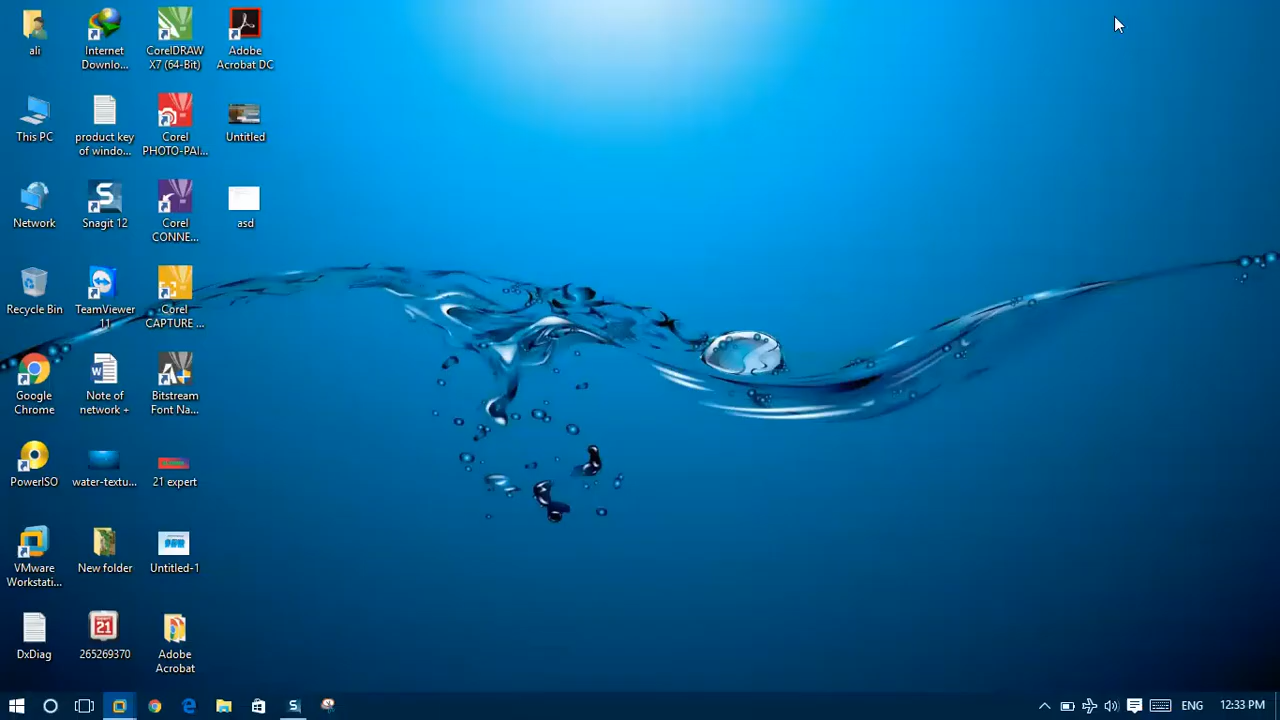 ali
Internet
Downlo...
CorelDRAW
X7 (64-Bit)
Adobe
Acrobat DC
This PC
product key
of windo...
Corel
PHOTO-PAI...
Untitled
Network
Snagit 12
Corel
CONNE...
asd
Recycle Bin
TeamViewer
11
Corel
CAPTURE ...
Google
Chrome
Note of
network +
Bitstream
Font Na...
PowerISO
water-textu...
21 expert
VMware
Workstati...
New folder
Untitled-1
DxDiag
21
265269370
Adobe
Acrobat
ENG
12:33 PM